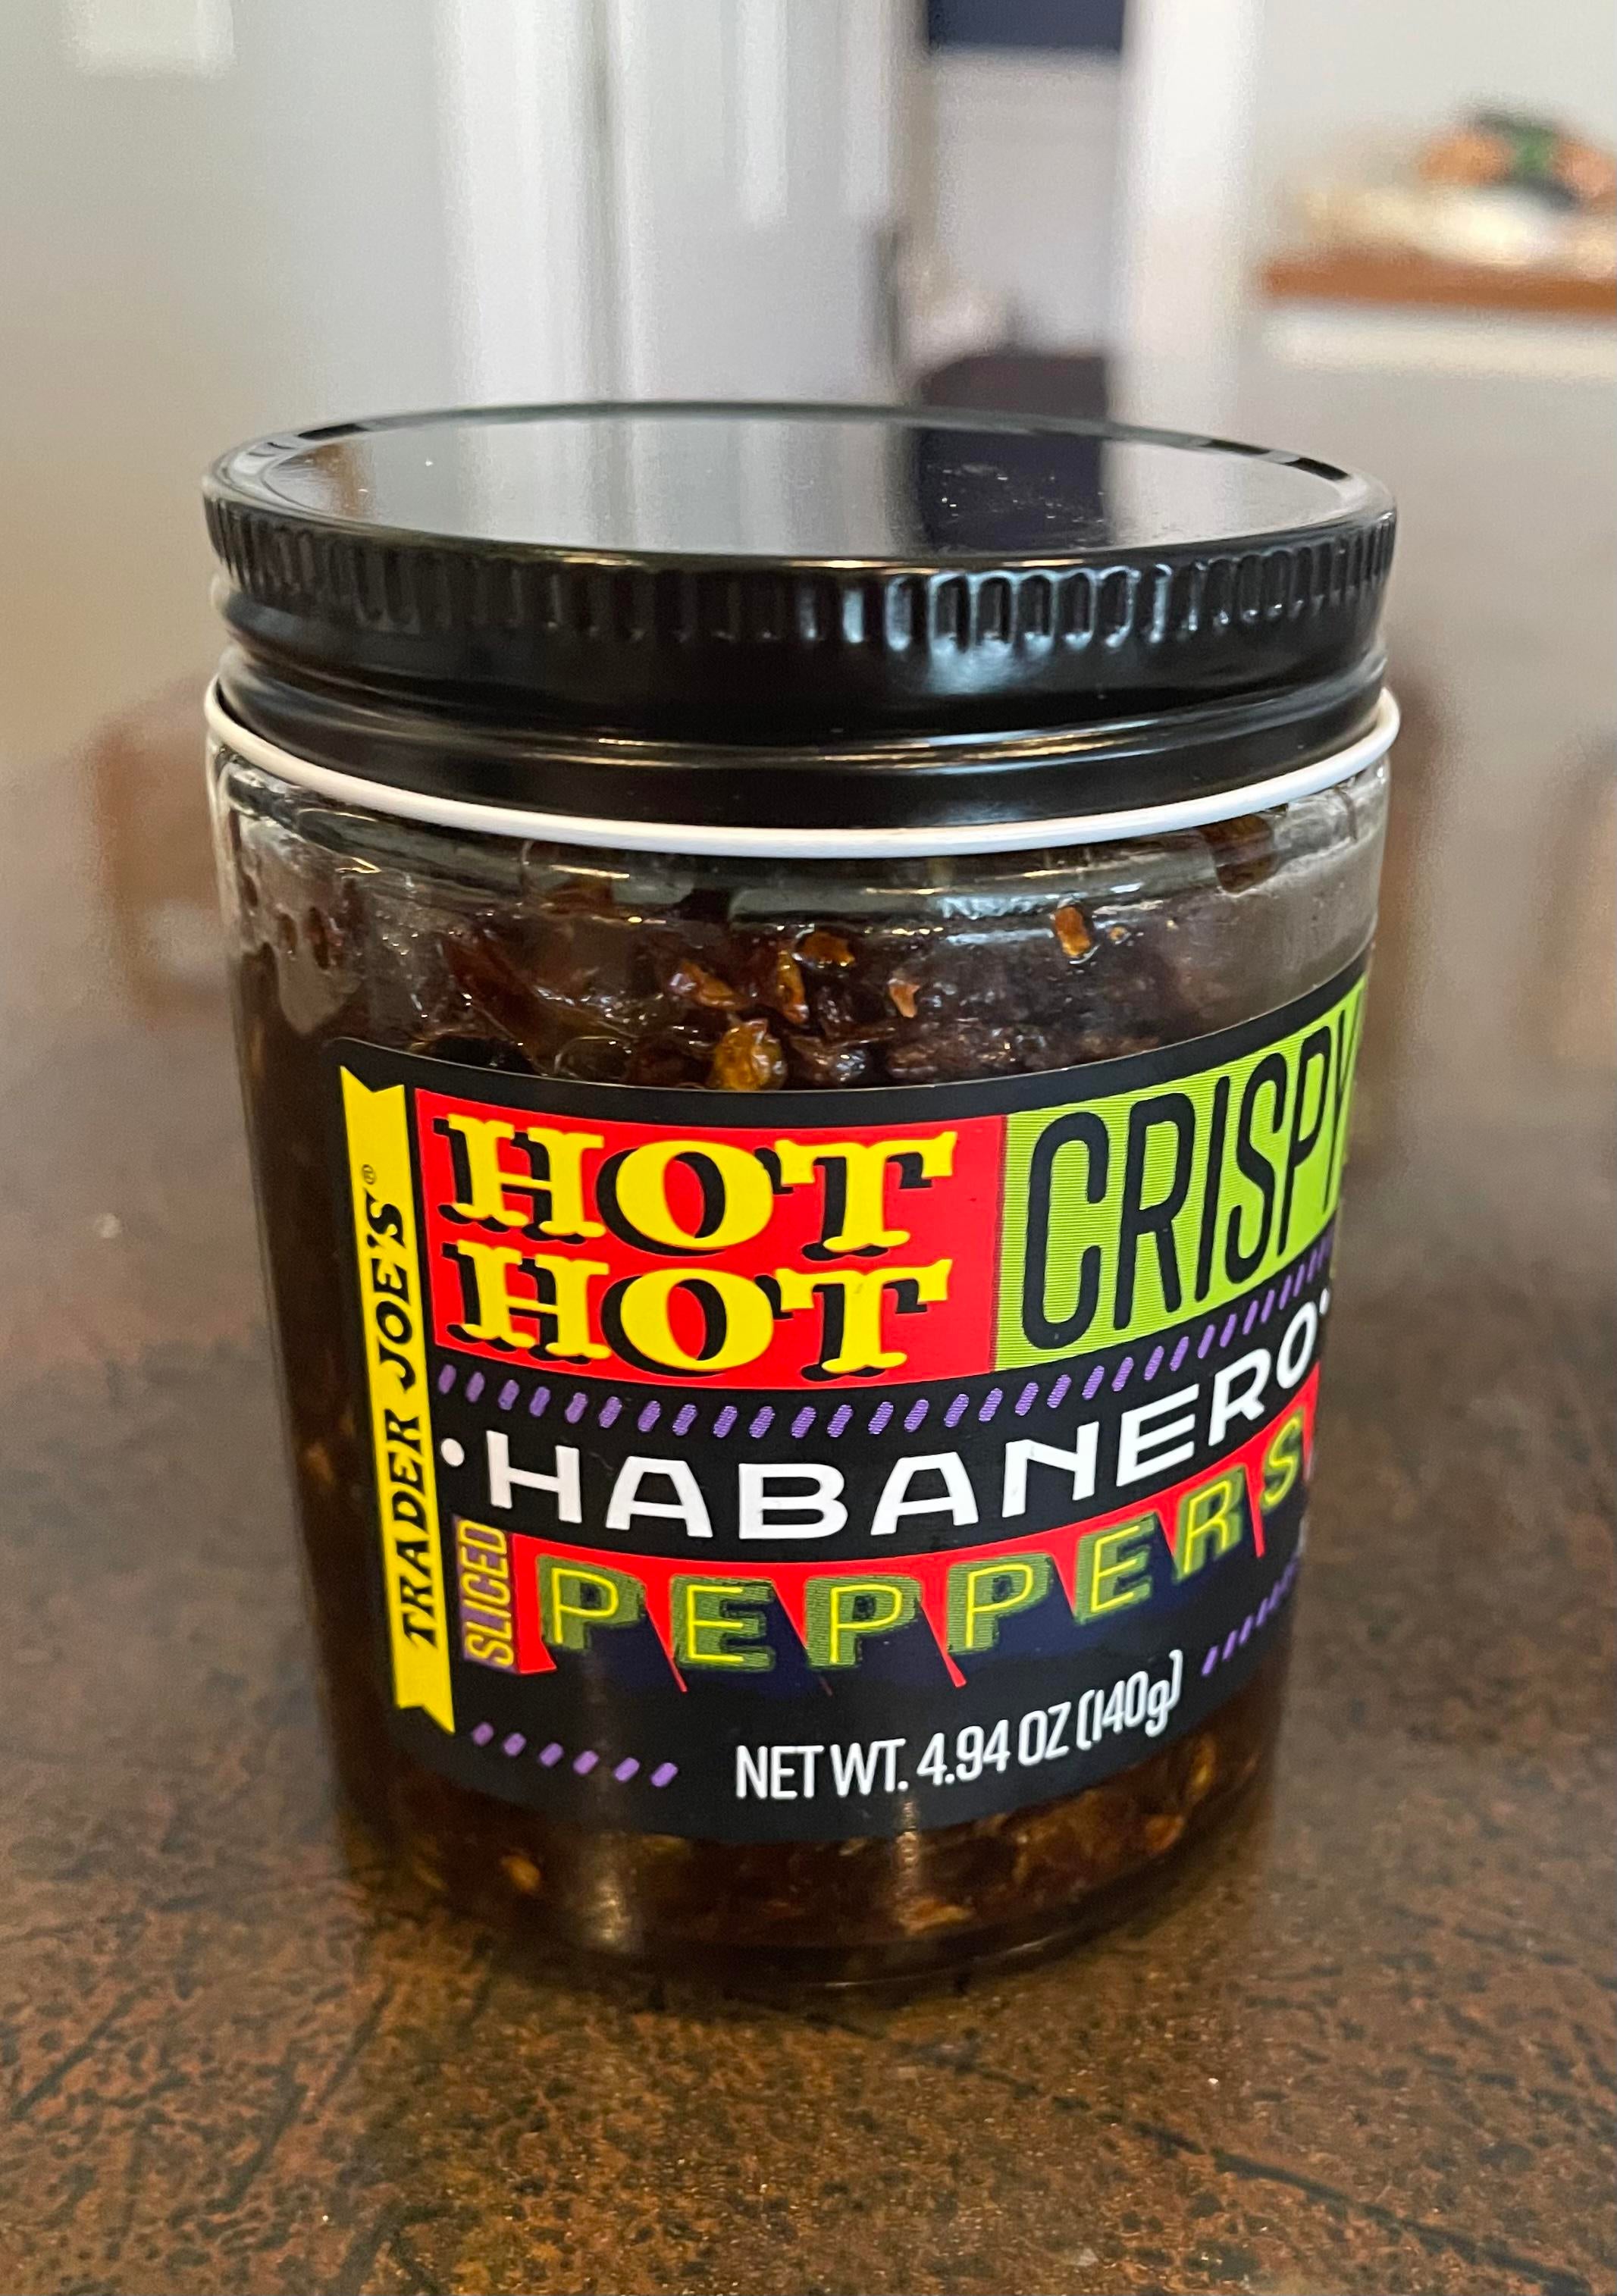 TRADER JOE'S®
HOT
HOT
CRISPY
• HABANERO •
SLICED
PEPPERS
NET WT. 4.94 OZ (140g)